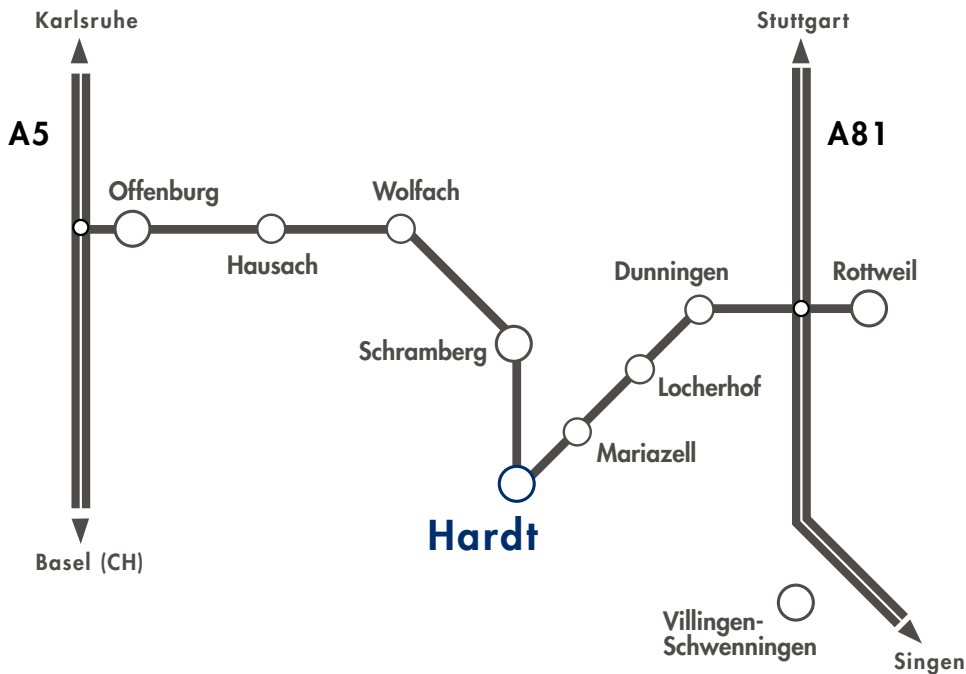 Karlsruhe
Stuttgart
A5
A81
Offenburg
Wolfach
Hausach
Dunningen
Rottweil
Schramberg
Locherhof
Mariazell
Hardt
Basel (CH)
Villingen-
Schwenningen
Singen